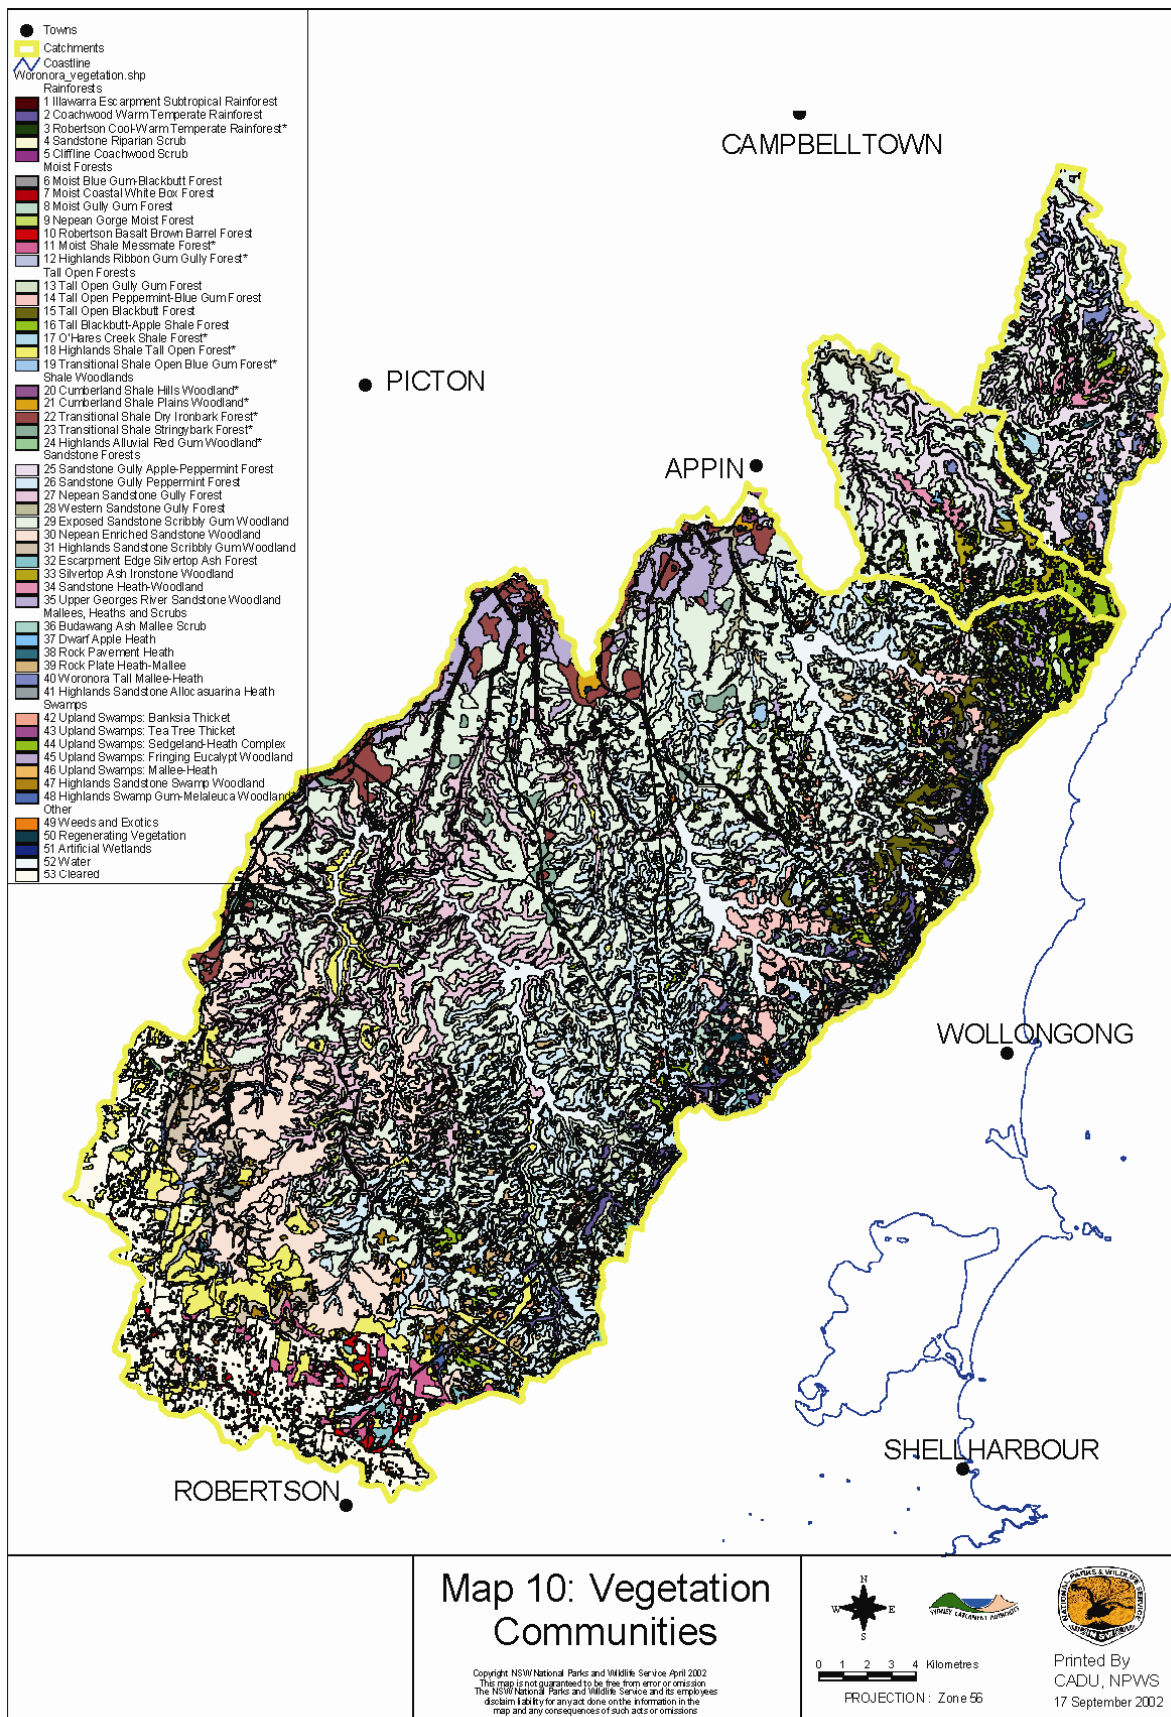 Towns
Catchments
Coastline
Woronora_vegetation.shp
Rainforests
1 Illawarra Escarpment Subtropical Rainforest
2 Coachwood Warm Temperate Rainforest
3 Robertson Cool-Warm Temperate Rainforest*
4 Sandstone Riparian Scrub
5 Cliffline Coachwood Scrub
Moist Forests
6 Moist Blue Gum-Blackbutt Forest
7 Moist Coastal White Box Forest
8 Moist Gully Gum Forest
9 Nepean Gorge Moist Forest
10 Robertson Basalt Brown Barrel Forest
11 Moist Shale Messmate Forest*
12 Highlands Ribbon Gum Gully Forest*
Tall Open Forests
13 Tall Open Gully Gum Forest
14 Tall Open Peppermint-Blue Gum Forest
15 Tall Open Blackbutt Forest
16 Tall Blackbutt-Apple Shale Forest
17 O'Hares Creek Shale Forest*
18 Highlands Shale Tall Open Forest*
19 Transitional Shale Open Blue Gum Forest*
Shale Woodlands
20 Cumberland Shale Hills Woodland*
21 Cumberland Shale Plains Woodland*
22 Transitional Shale Dry Ironbark Forest*
23 Transitional Shale Stringybark Forest*
24 Highlands Alluvial Red Gum Woodland*
Sandstone Forests
25 Sandstone Gully Apple-Peppermint Forest
26 Sandstone Gully Peppermint Forest
27 Nepean Sandstone Gully Forest
28 Western Sandstone Gully Forest
29 Exposed Sandstone Scribbly Gum Woodland
30 Nepean Enriched Sandstone Woodland
31 Highlands Sandstone Scribbly Gum Woodland
32 Escarpment Edge Silvertop Ash Forest
33 Silvertop Ash Ironstone Woodland
34 Sandstone Heath-Woodland
35 Upper Georges River Sandstone Woodland
Mallees, Heaths and Scrubs
36 Budawang Ash Mallee Scrub
37 Dwarf Apple Heath
38 Rock Pavement Heath
39 Rock Plate Heath-Mallee
40 Woronora Tall Mallee-Heath
41 Highlands Sandstone Allocasuarina Heath
Swamps
42 Upland Swamps: Banksia Thicket
43 Upland Swamps: Tea Tree Thicket
44 Upland Swamps: Sedgeland-Heath Complex
45 Upland Swamps: Fringing Eucalypt Woodland
46 Upland Swamps: Mallee-Heath
47 Highlands Sandstone Swamp Woodland
48 Highlands Swamp Gum-Melaleuca Woodland
Other
49 Weeds and Exotics
50 Regenerating Vegetation
51 Artificial Wetlands
52 Water
53 Cleared
CAMPBELLTOWN
PICTON
APPIN
WOLLONGONG
SHELLHARBOUR
ROBERTSON
Map 10: Vegetation
Communities
Copyright NSW National Parks and Wildlife Service April 2002
This map is not guaranteed to be free from error or omission
The NSW National Parks and Wildlife Service and its employees
disclaim liability for any act done on the information in the
map and any consequences of such acts or omissions
N
W E
S
SYDNEY CATCHMENT AUTHORITY
NATIONAL PARKS & WILDLIFE SERVICE
0 1 2 3 4 Kilometres
PROJECTION : Zone 56
Printed By
CADU, NPWS
17 September 2002